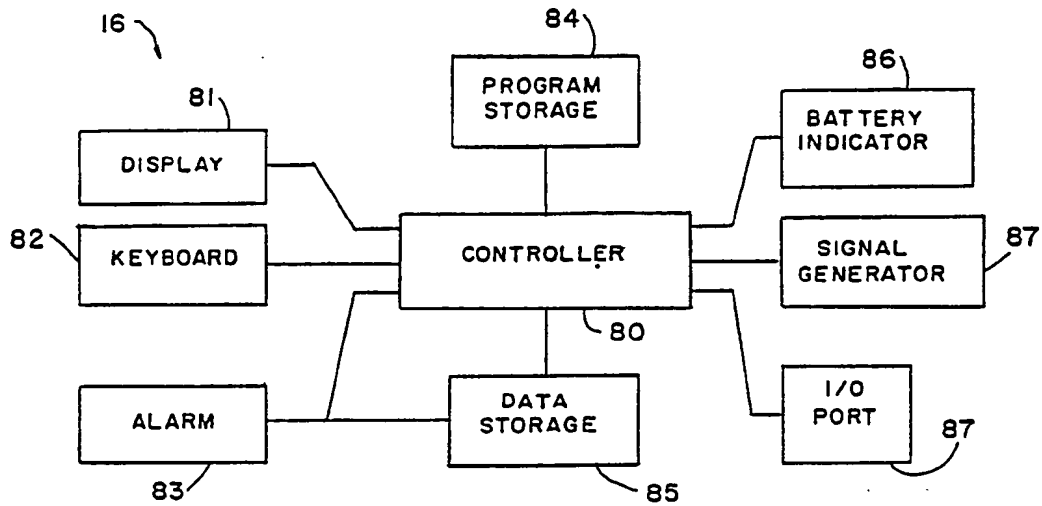 16
84
PROGRAM
STORAGE
86
BATTERY
INDICATOR
81
DISPLAY
82
KEYBOARD
CONTROLLER
80
SIGNAL
GENERATOR
87
ALARM
83
DATA
STORAGE
85
I/O
PORT
87